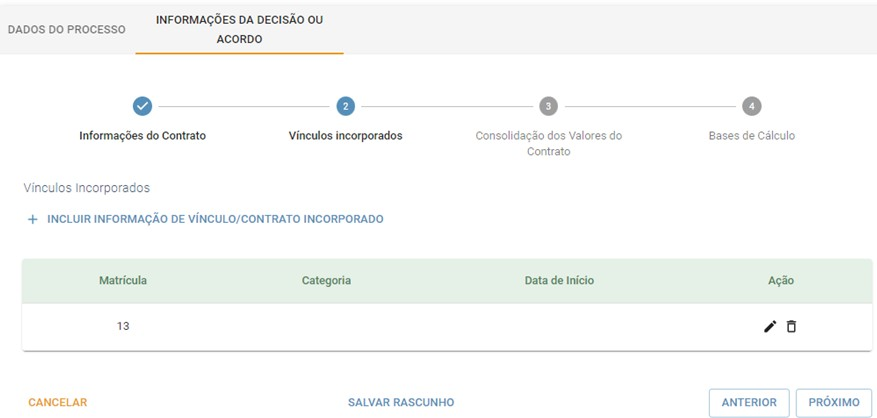 DADOS DO PROCESSO
INFORMAÇÕES DA DECISÃO OU
ACORDO
2
3
4
Informações do Contrato
Vínculos incorporados
Consolidação dos Valores do
Contrato
Bases de Cálculo
Vínculos Incorporados
+ INCLUIR INFORMAÇÃO DE VÍNCULO/CONTRATO INCORPORADO
Matrícula Categoria Data de Início Ação
13
CANCELAR SALVAR RASCUNHO ANTERIOR PRÓXIMO